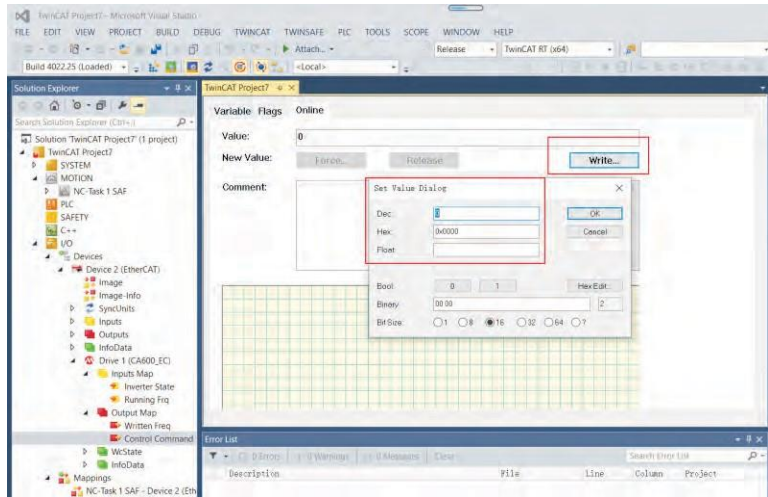 TwinCAT Project7 - Microsoft Visual Studio
FILE EDIT VIEW PROJECT BUILD DEBUG TWINCAT TWINSAFE PLC TOOLS SCOPE WINDOW HELP
Attach... Release TwinCAT RT (x64)
Build 4022.25 (Loaded) <Local>
Solution Explorer
Search Solution Explorer (Ctrl+;)
Solution 'TwinCAT Project7' (1 project)
TwinCAT Project7
SYSTEM
MOTION
NC-Task 1 SAF
PLC
SAFETY
C++
I/O
Devices
Device 2 (EtherCAT)
Image
Image-Info
SyncUnits
Inputs
Outputs
InfoData
Drive 1 (CA600_EC)
Inputs Map
Inverter State
Running Frq
Output Map
Written Freq
Control Command
WcState
InfoData
Mappings
NC-Task 1 SAF - Device 2 (Eth
TwinCAT Project7
Variable Flags Online
Value: 0
New Value: Force... Release Write...
Comment:
Set Value Dialog
Dec: 0 OK
Hex: 0x0000 Cancel
Float:
Bool: 0 1 Hex Edit...
Binary: 00 00 2
Bit Size: 1 8 16 32 64 ?
Error List
0 Errors 0 Warnings 0 Messages Clear
Search Error List
Description File Line Column Project